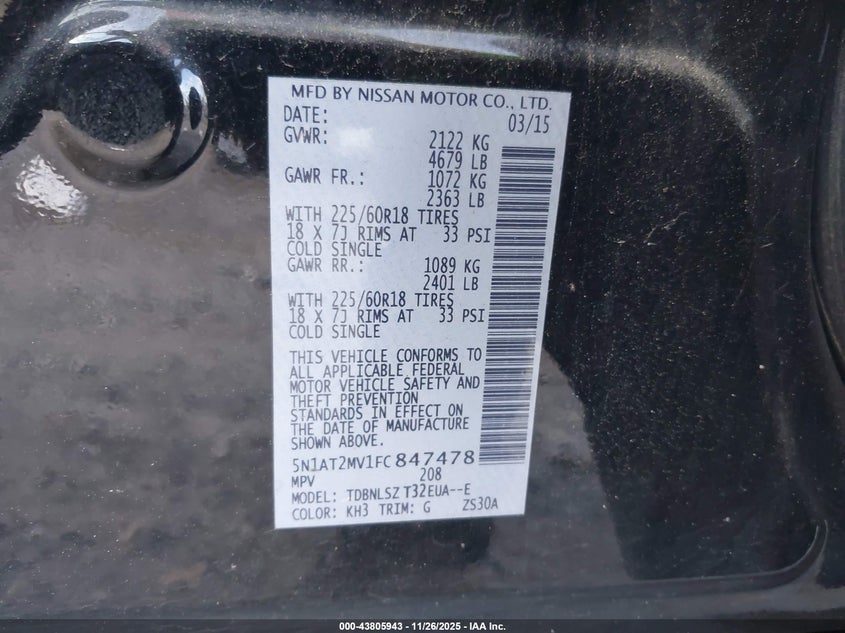 MFD BY NISSAN MOTOR CO., LTD.
DATE: 03/15
GVWR: 2122 KG
4679 LB
GAWR FR.: 1072 KG
2363 LB
WITH 225/60R18 TIRES
18 X 7J RIMS AT 33 PSI
COLD SINGLE
GAWR RR.: 1089 KG
2401 LB
WITH 225/60R18 TIRES
18 X 7J RIMS AT 33 PSI
COLD SINGLE
THIS VEHICLE CONFORMS TO
ALL APPLICABLE FEDERAL
MOTOR VEHICLE SAFETY AND
THEFT PREVENTION
STANDARDS IN EFFECT ON
THE DATE OF MANUFACTURE
SHOWN ABOVE.
5N1AT2MV1FC847478
MPV 208
MODEL: TDBNLSZ T32EUA--E
COLOR: KH3 TRIM: G ZS30A
000-43805943 - 11/26/2025 - IAA Inc.